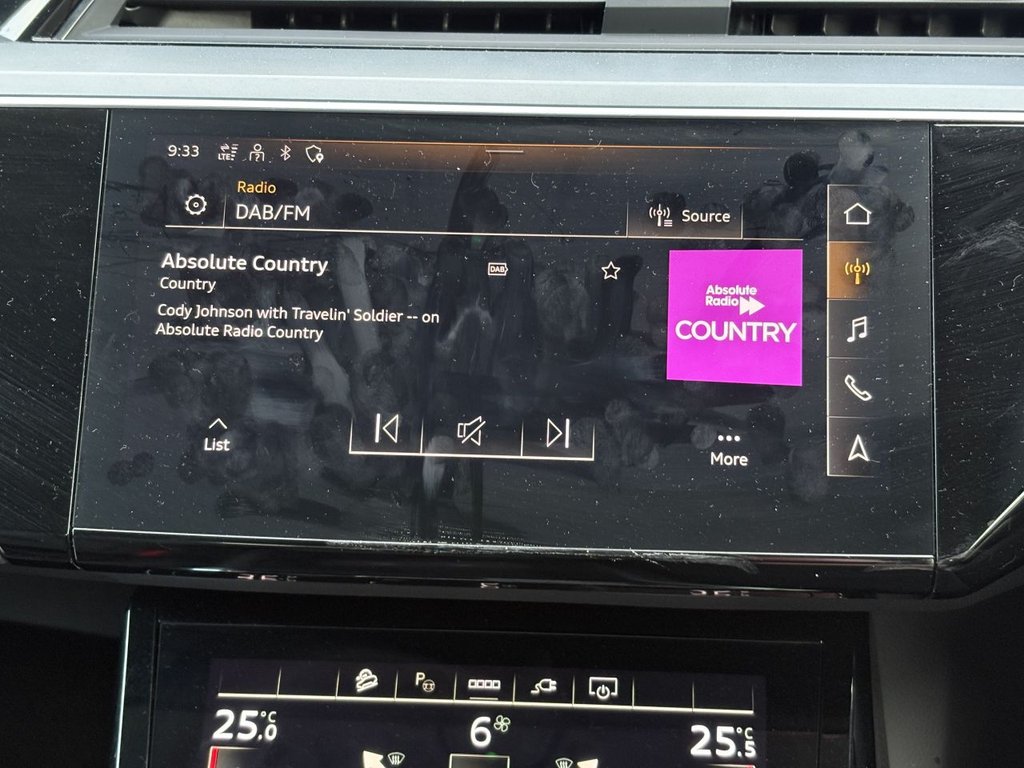 9:33 LTE
Radio
DAB/FM
Source
Absolute Country
DAB
Country
Cody Johnson with Travelin' Soldier -- on
Absolute Radio Country
Absolute
Radio
COUNTRY
List
More
P
25.0 °C
6
25.5 °C